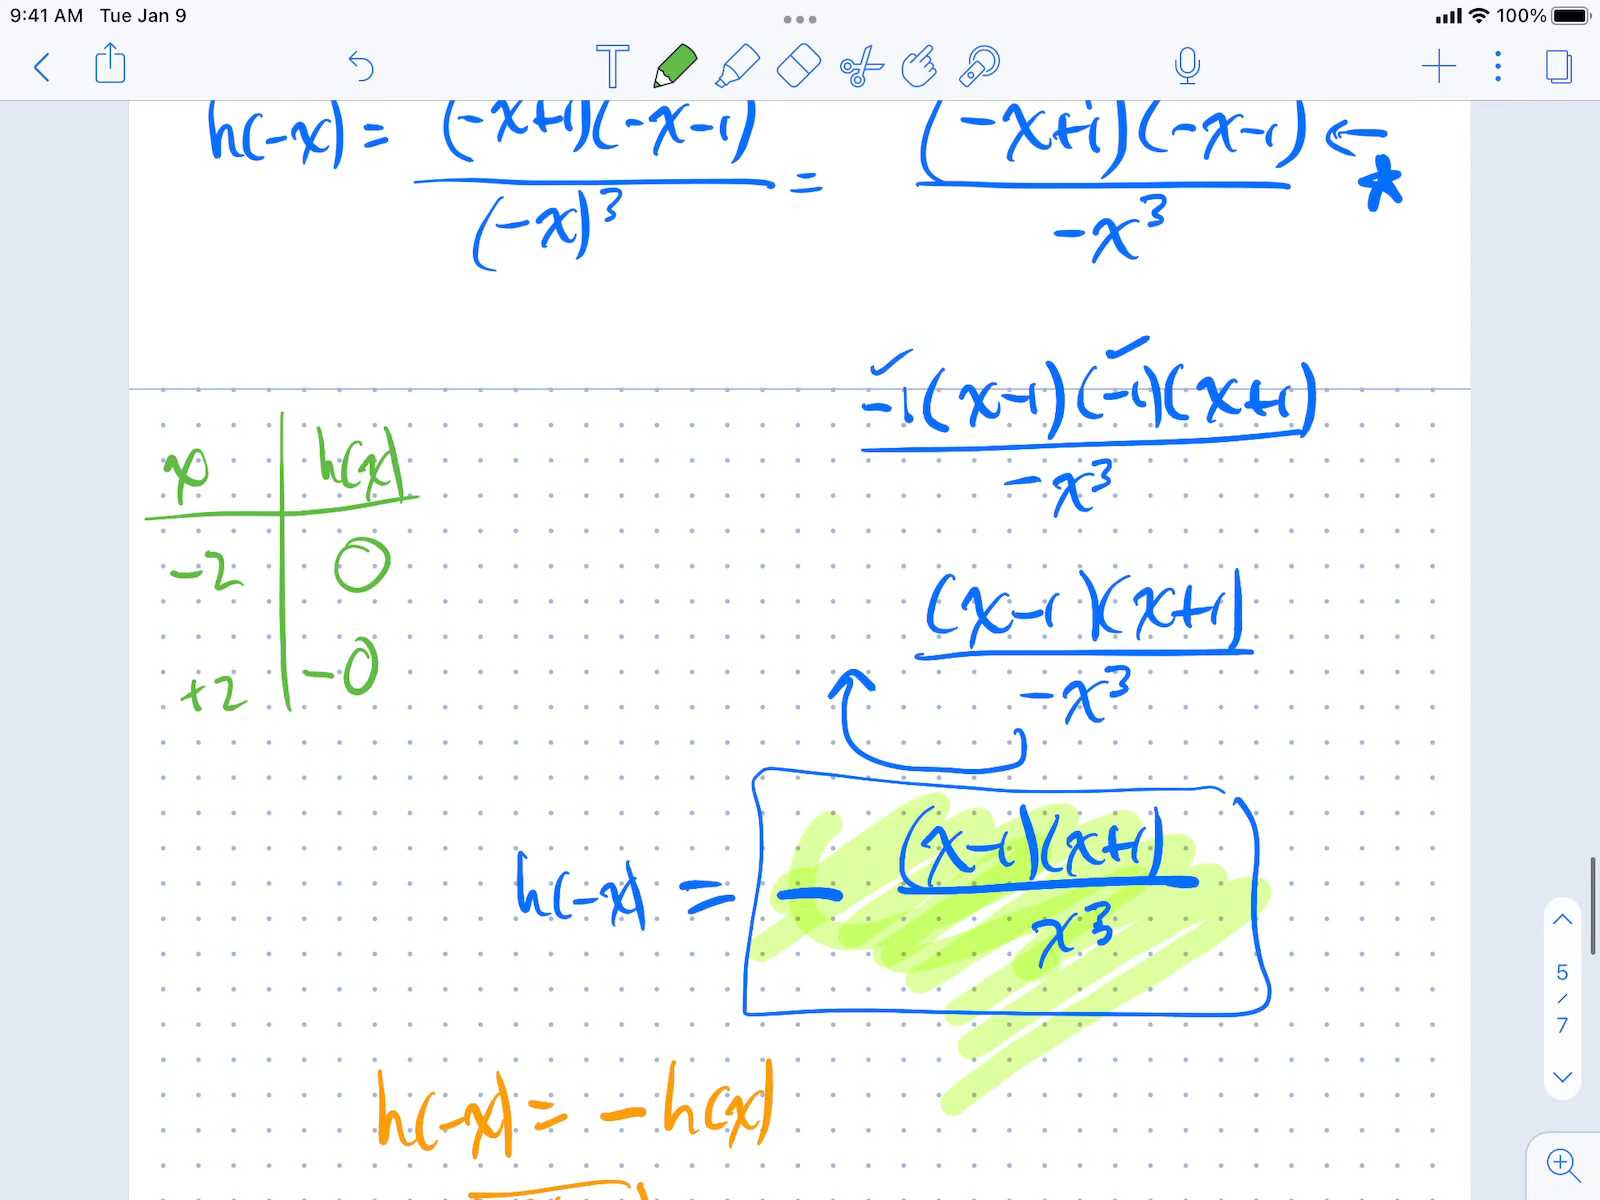 9:41 AM Tue Jan 9
100%
h(-x) = (-x+1)(-x-1) / (-x)³ = (-x+1)(-x-1) / -x³ ← *
-1(x-1)(-1)(x+1) / -x³
x | h(x)
-2 | 0
+2 | -0
(x-1)(x+1) / -x³
h(-x) = - (x-1)(x+1) / x³
h(-x) = - h(x)
5
/
7